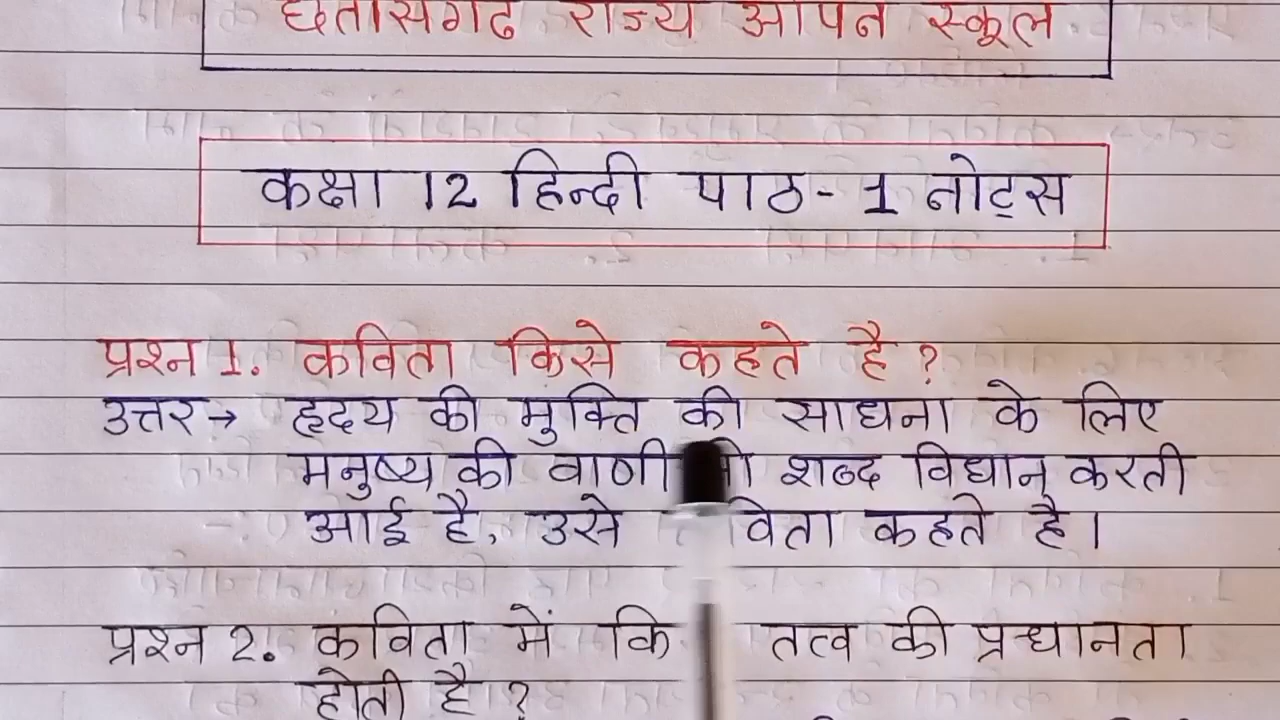 छत्तीसगढ़ राज्य ओपन स्कूल
कक्षा 12 हिन्दी पाठ - 1 नोट्स
प्रश्न 1. कविता किसे कहते है ?
उत्तर → हृदय की मुक्ति की साधना के लिए
मनुष्य की वाणी शब्द विधान करती
आई है, उसे कहते है।
प्रश्न 2. कविता में तत्व की प्रधानता
होती है ?